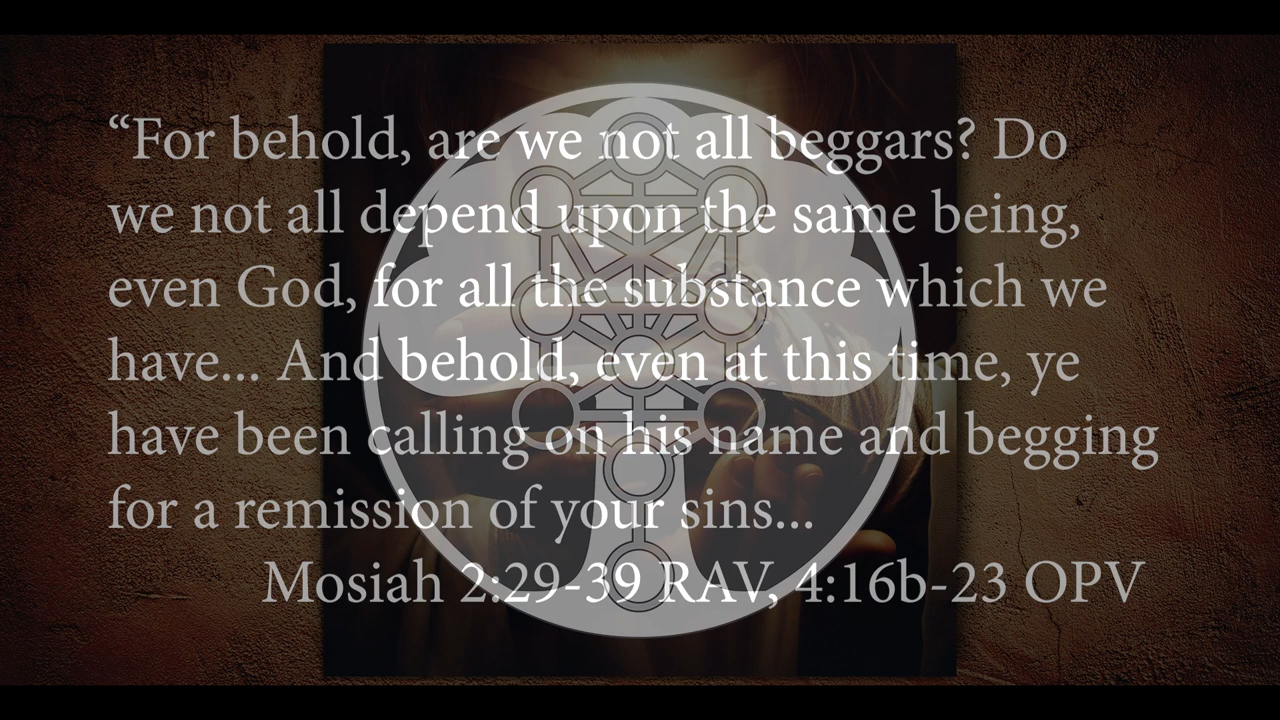 “For behold, are we not all beggars? Do
we not all depend upon the same being,
even God, for all the substance which we
have... And behold, even at this time, ye
have been calling on his name and begging
for a remission of your sins...
Mosiah 2:29-39 RAV, 4:16b-23 OPV